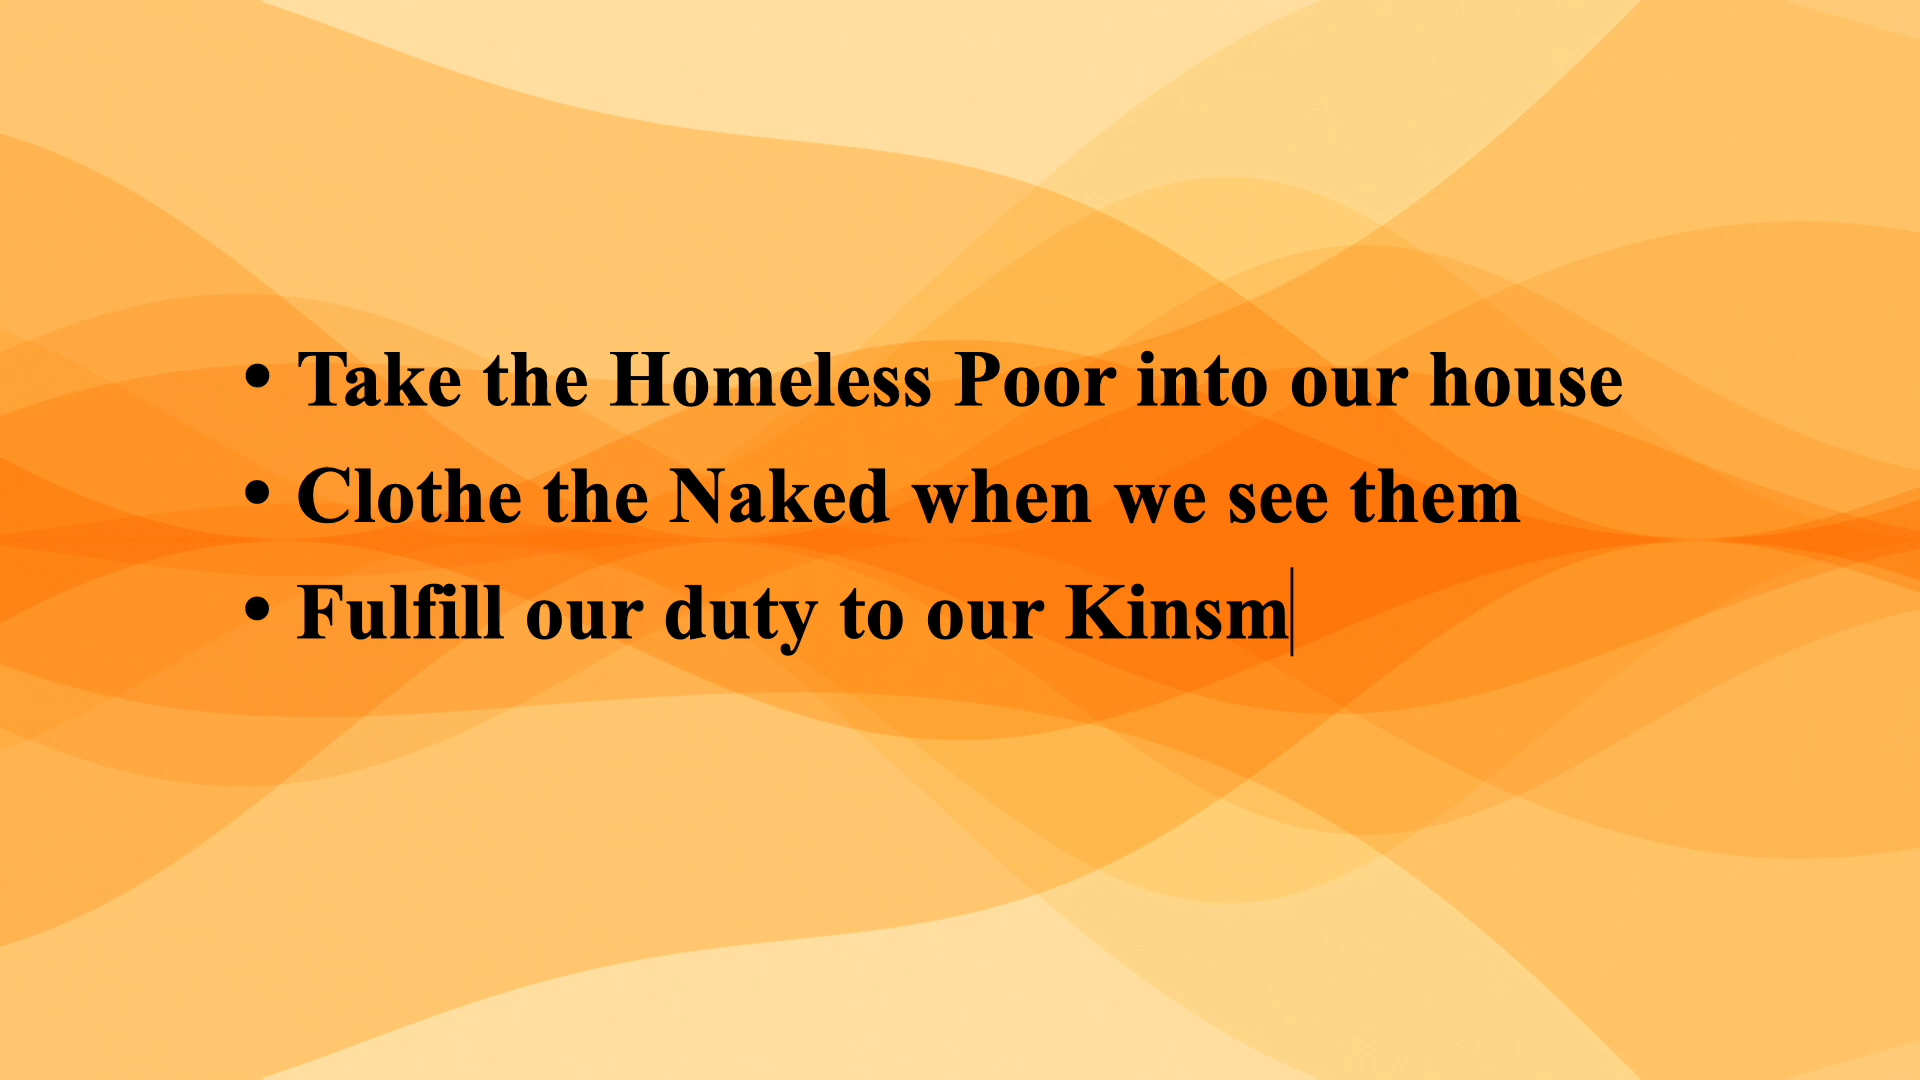 • Take the Homeless Poor into our house
• Clothe the Naked when we see them
• Fulfill our duty to our Kinsm